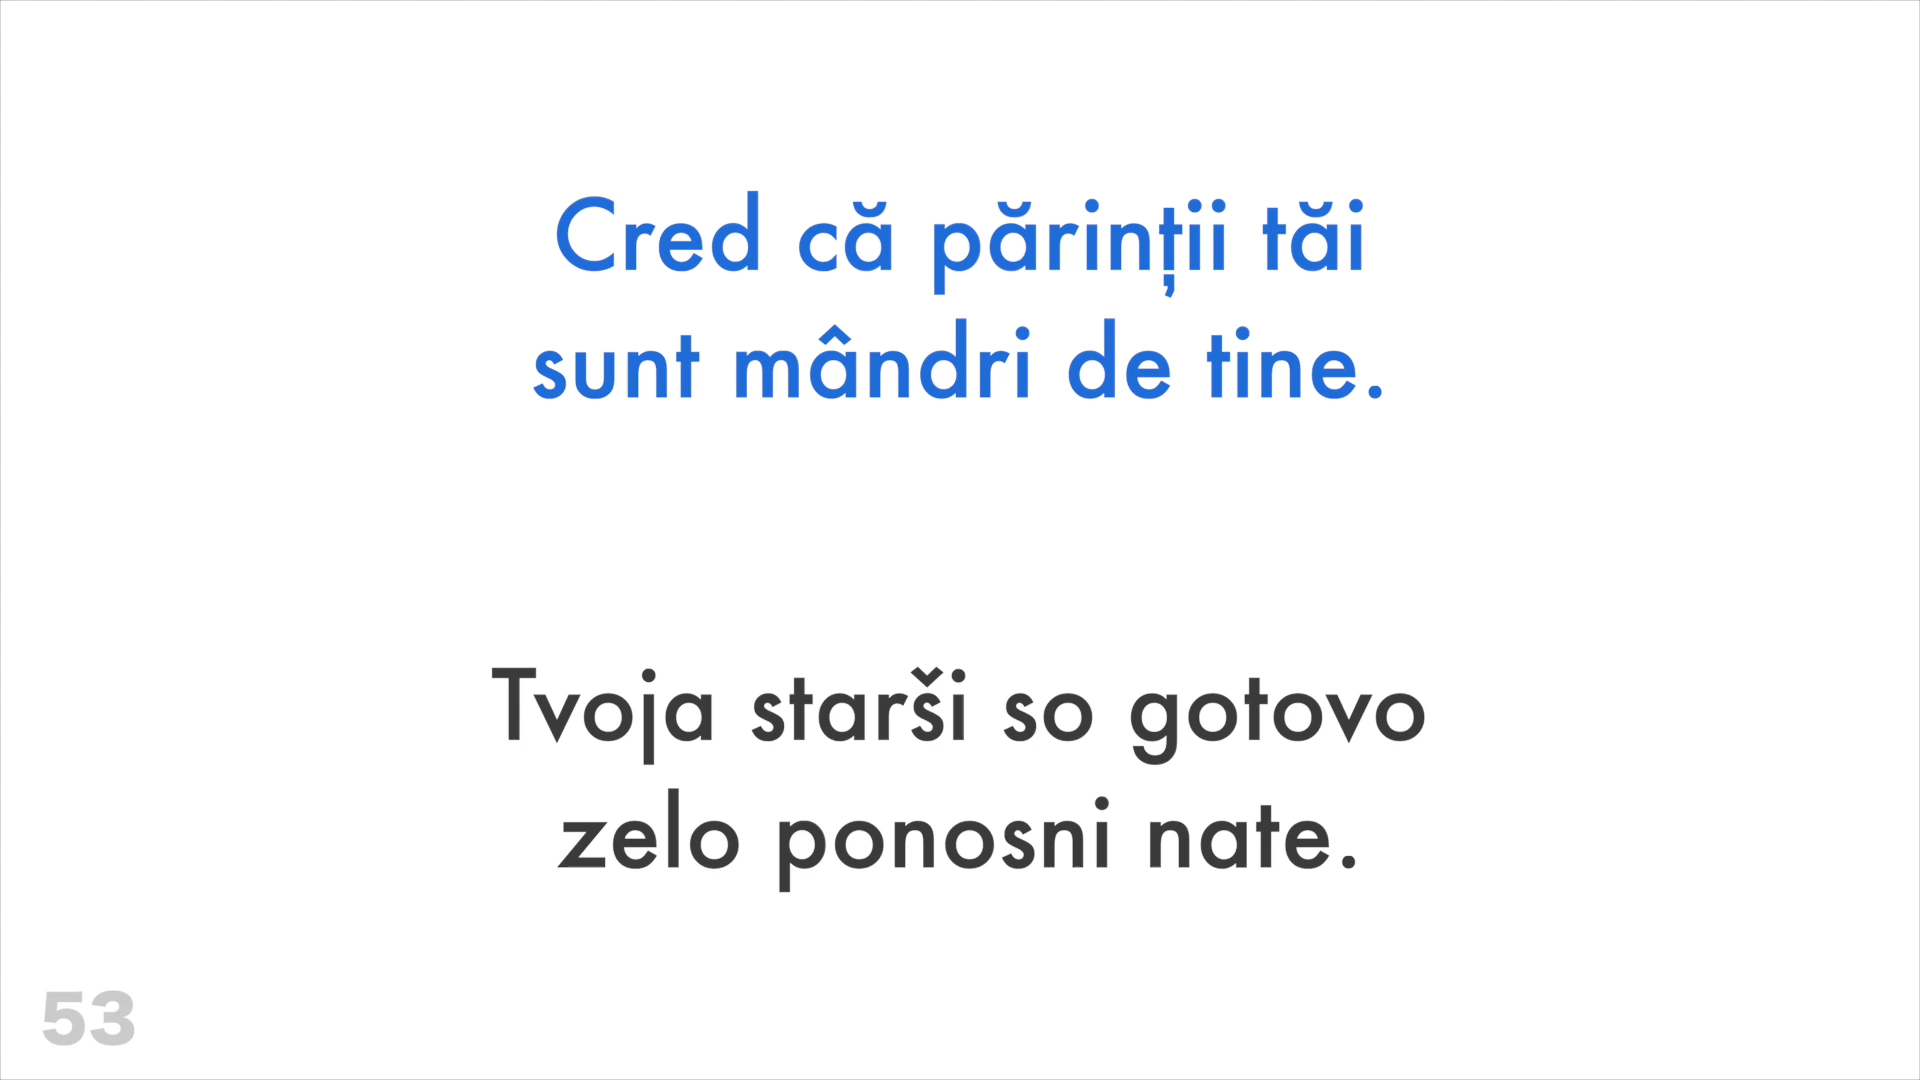 Cred că părinții tăi
sunt mândri de tine.
Tvoja starši so gotovo
zelo ponosni nate.
53